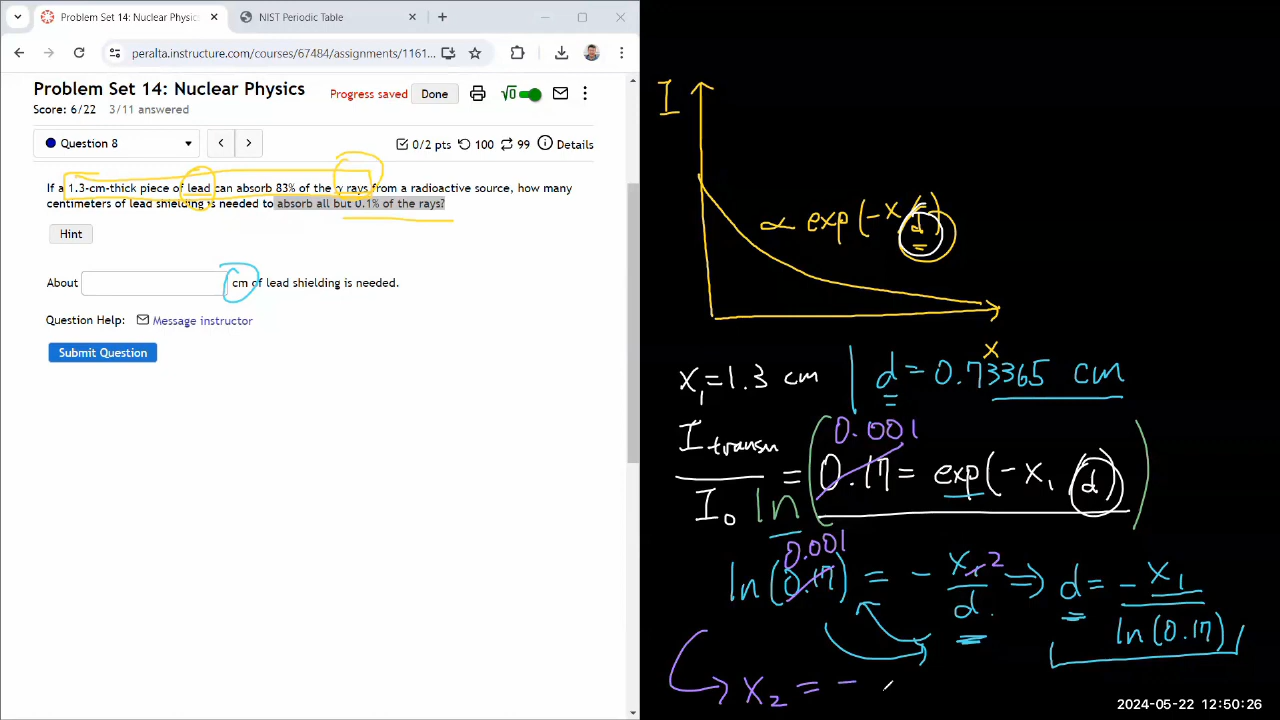 Problem Set 14: Nuclear Physic
NIST Periodic Table
peralta.instructure.com/courses/67484/assignments/1161...
Problem Set 14: Nuclear Physics
Progress saved
Done
√0
Score: 6/22 3/11 answered
Question 8
0/2 pts 100 99 Details
If a 1.3-cm-thick piece of lead can absorb 83% of the γ rays from a radioactive source, how many
centimeters of lead shielding is needed to absorb all but 0.1% of the rays?
Hint
About cm of lead shielding is needed.
Question Help: Message instructor
Submit Question
I
∝ exp(-x/d)
x
x₁=1.3 cm | d = 0.73365 cm
0.001
I transm / I₀ = 0.17 = exp(-x₁/d)
ln
0.001
ln(0.17) = - x₁ 2 / d ⇒ d = - x₁ / ln(0.17)
→ x₂ = -
2024-05-22 12:50:26